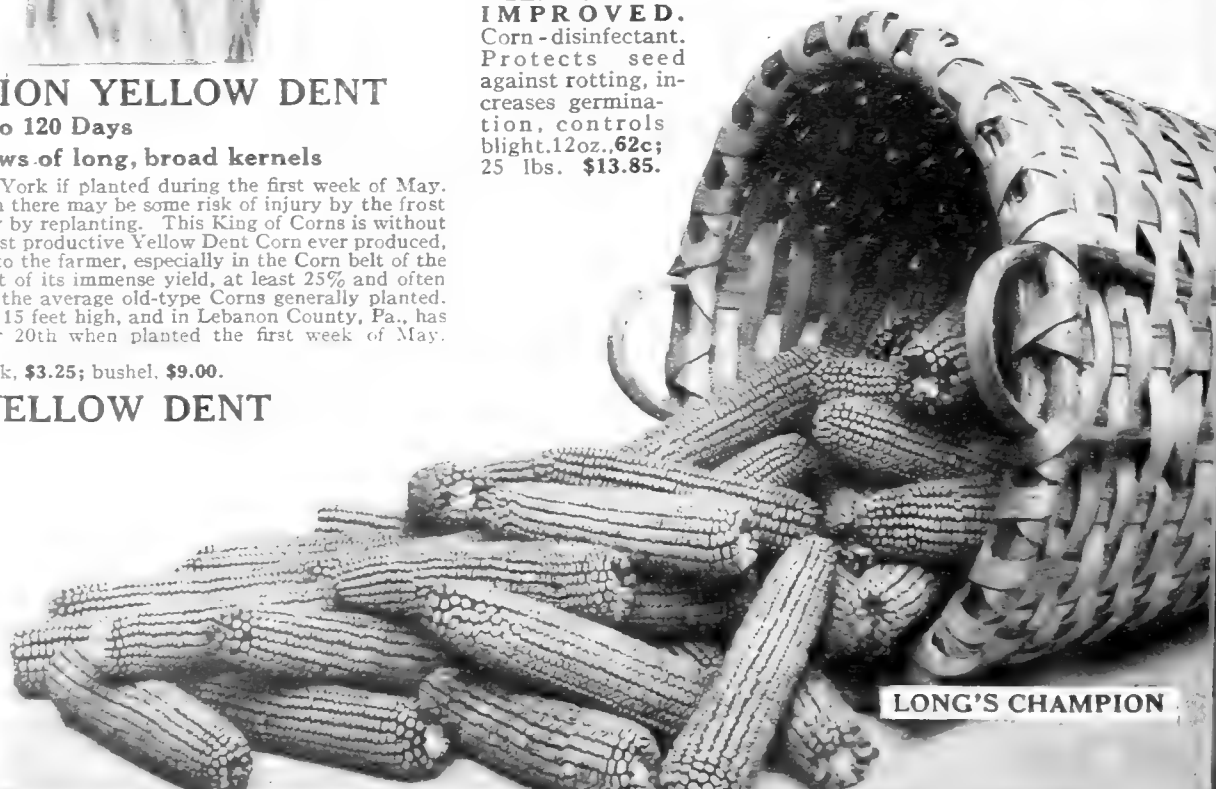 ION YELLOW DENT
o 120 Days
ws of long, broad kernels
York if planted during the first week of May.
there may be some risk of injury by the frost
by replanting. This King of Corns is without
st productive Yellow Dent Corn ever produced,
to the farmer, especially in the Corn belt of the
t of its immense yield, at least 25% and often
the average old-type Corns generally planted.
15 feet high, and in Lebanon County, Pa., has
20th when planted the first week of May.
k, $3.25; bushel, $9.00.
YELLOW DENT
IMPROVED.
Corn-disinfectant.
Protects seed
against rotting, in-
creases germina-
tion, controls
blight. 12oz., 62c;
25 lbs. $13.85.
LONG'S CHAMPION